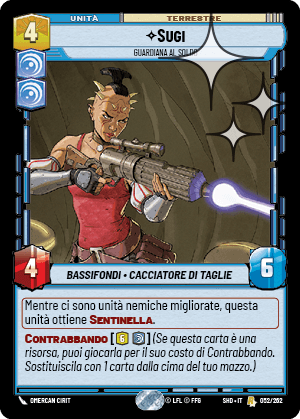 4
UNITÀ
TERRESTRE
✧SUGI
GUARDIANA AL SOLDO
4
BASSIFONDI • CACCIATORE DI TAGLIE
6
Mentre ci sono unità nemiche migliorate, questa
unità ottiene SENTINELLA.
CONTRABBANDO [6] (Se questa carta è una
risorsa, puoi giocarla per il suo costo di Contrabbando.
Sostituiscila con 1 carta dalla cima del tuo mazzo.)
OMERCAN CIRIT
© LFL © FFG
SHD • IT
052/262